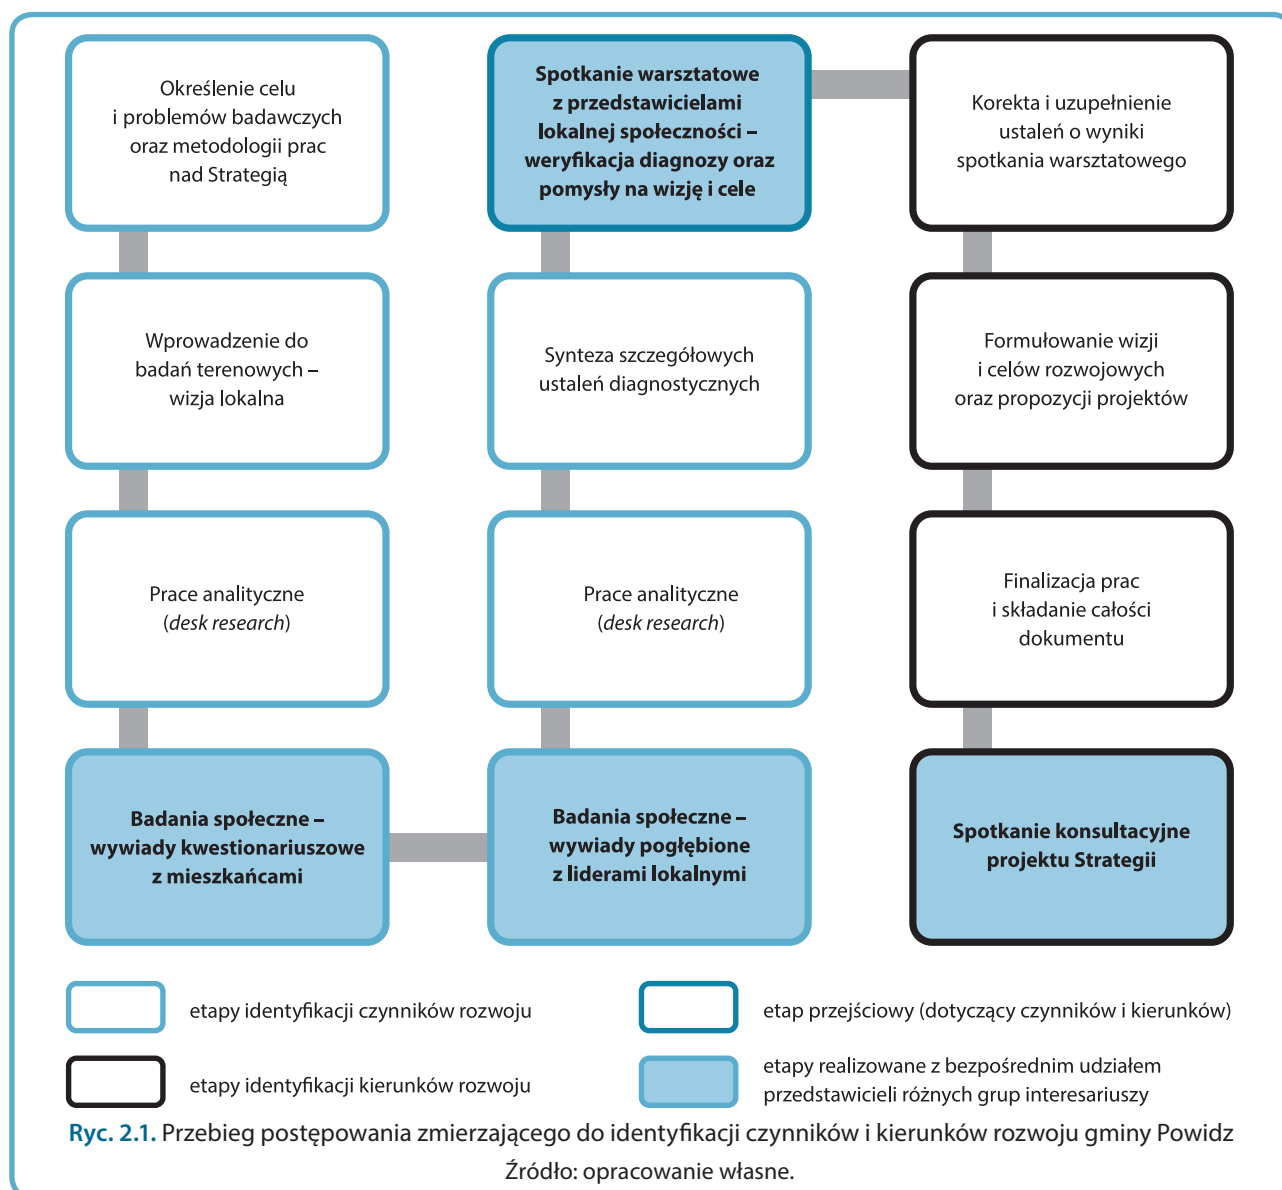 Określenie celu
i problemów badawczych
oraz metodologii prac
nad Strategią
Wprowadzenie do
badań terenowych –
wizja lokalna
Prace analityczne
(desk research)
Badania społeczne –
wywiady kwestionariuszowe
z mieszkańcami
Spotkanie warsztatowe
z przedstawicielami
lokalnej społeczności –
weryfikacja diagnozy oraz
pomysły na wizję i cele
Synteza szczegółowych
ustaleń diagnostycznych
Prace analityczne
(desk research)
Badania społeczne –
wywiady pogłębione
z liderami lokalnymi
Korekta i uzupełnienie
ustaleń o wyniki
spotkania warsztatowego
Formułowanie wizji
i celów rozwojowych
oraz propozycji projektów
Finalizacja prac
i składanie całości
dokumentu
Spotkanie konsultacyjne
projektu Strategii
etapy identyfikacji czynników rozwoju
etapy identyfikacji kierunków rozwoju
etap przejściowy (dotyczący czynników i kierunków)
etapy realizowane z bezpośrednim udziałem
przedstawicieli różnych grup interesariuszy
Ryc. 2.1. Przebieg postępowania zmierzającego do identyfikacji czynników i kierunków rozwoju gminy Powidz
Źródło: opracowanie własne.